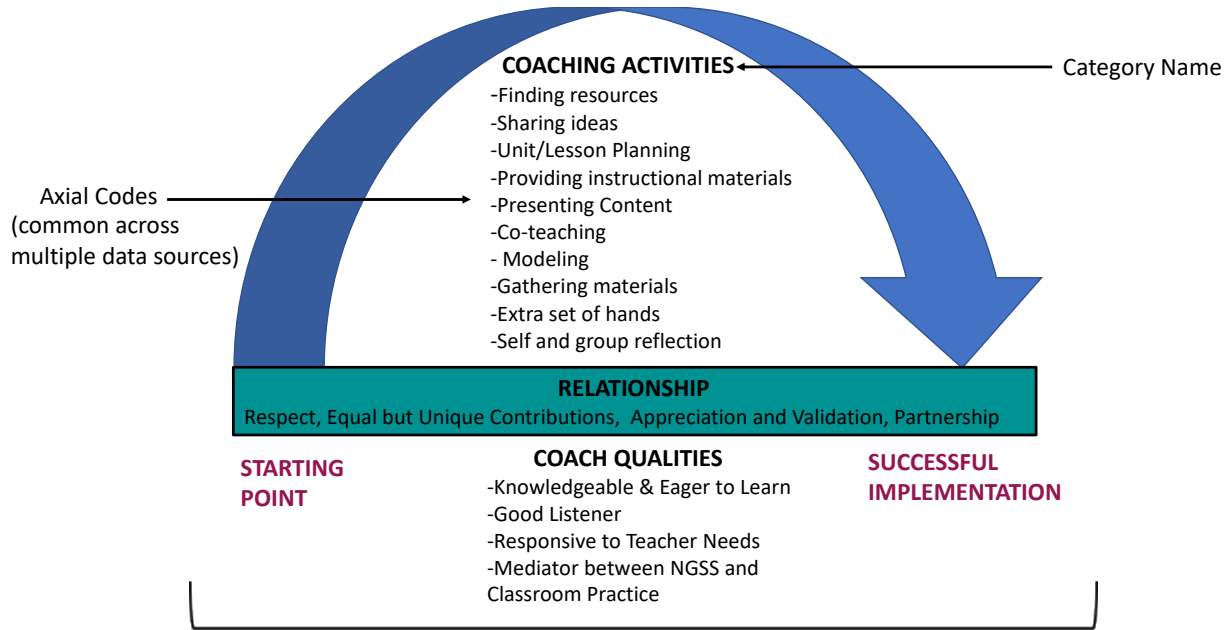 COACHING ACTIVITIES
Category Name
-Finding resources
-Sharing ideas
-Unit/Lesson Planning
-Providing instructional materials
-Presenting Content
-Co-teaching
- Modeling
-Gathering materials
-Extra set of hands
-Self and group reflection
Axial Codes
(common across
multiple data sources)
RELATIONSHIP
Respect, Equal but Unique Contributions,  Appreciation and Validation, Partnership
STARTING
POINT
COACH QUALITIES
-Knowledgeable & Eager to Learn
-Good Listener
-Responsive to Teacher Needs
-Mediator between NGSS and
Classroom Practice
SUCCESSFUL
IMPLEMENTATION